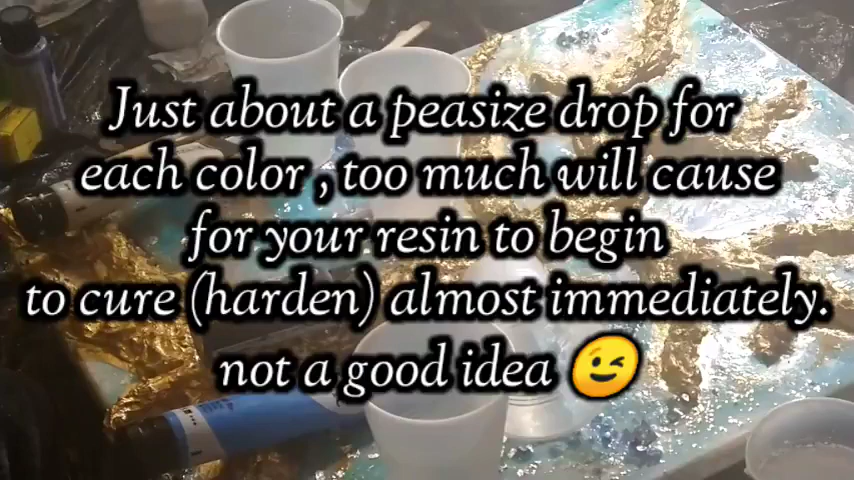 Just about a peasize drop for
each color , too much will cause
for your resin to begin
to cure (harden) almost immediately.
not a good idea 😉